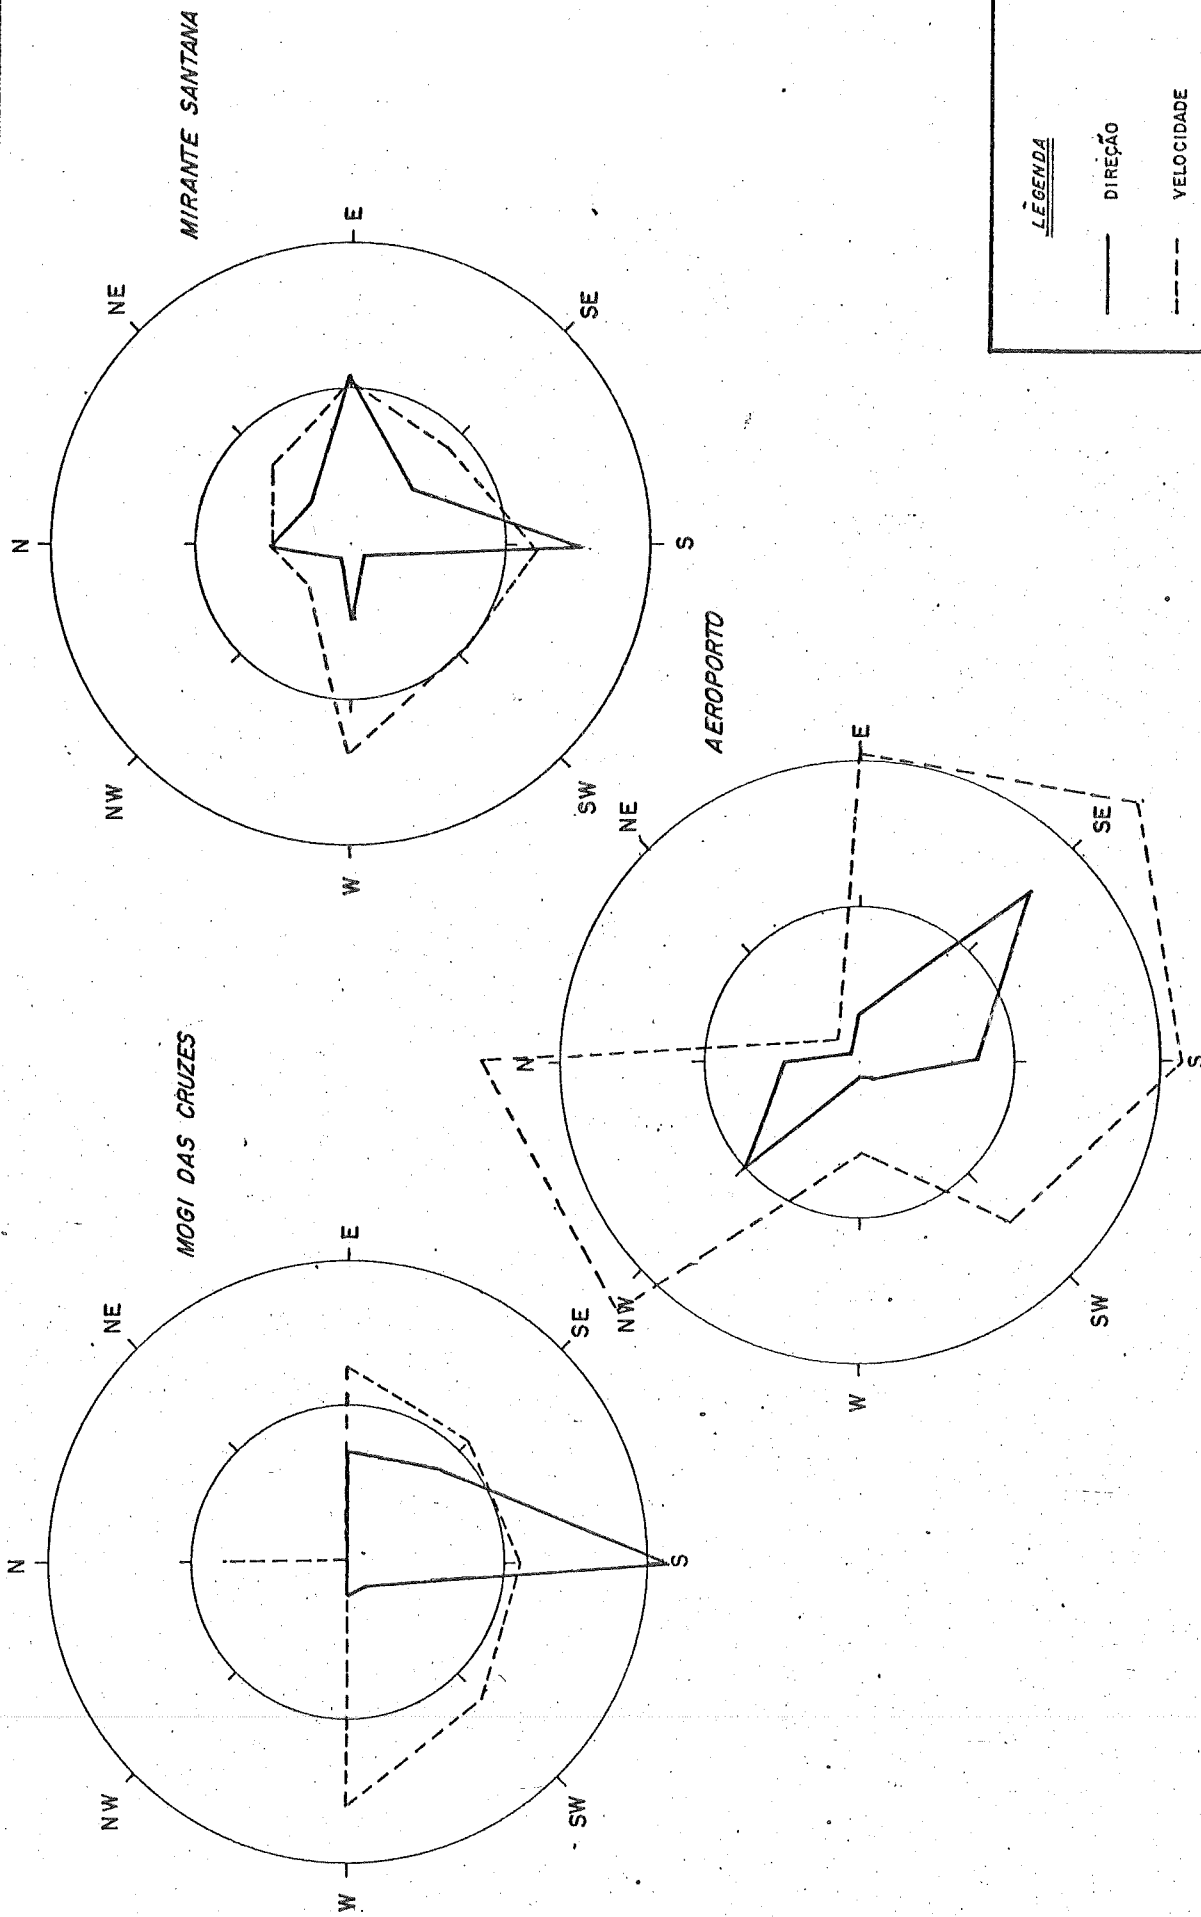 MOGI DAS CRUZES
N
NE
E
SE
S
SW
W
NW
MIRANTE SANTANA
N
NE
E
SE
S
SW
W
NW
AEROPORTO
N
NE
E
SE
S
SW
W
NW
LEGENDA
DIREÇÃO
VELOCIDADE